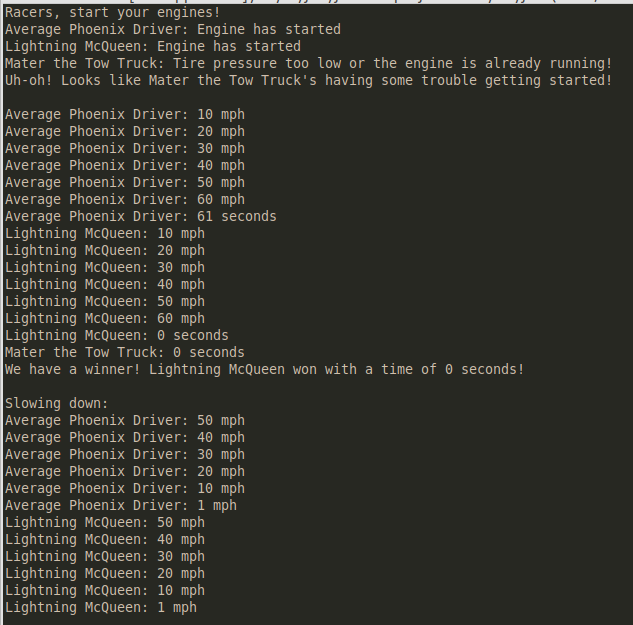 Racers, start your engines!
Average Phoenix Driver: Engine has started
Lightning McQueen: Engine has started
Mater the Tow Truck: Tire pressure too low or the engine is already running!
Uh-oh! Looks like Mater the Tow Truck's having some trouble getting started!
Average Phoenix Driver: 10 mph
Average Phoenix Driver: 20 mph
Average Phoenix Driver: 30 mph
Average Phoenix Driver: 40 mph
Average Phoenix Driver: 50 mph
Average Phoenix Driver: 60 mph
Average Phoenix Driver: 61 seconds
Lightning McQueen: 10 mph
Lightning McQueen: 20 mph
Lightning McQueen: 30 mph
Lightning McQueen: 40 mph
Lightning McQueen: 50 mph
Lightning McQueen: 60 mph
Lightning McQueen: 0 seconds
Mater the Tow Truck: 0 seconds
We have a winner! Lightning McQueen won with a time of 0 seconds!
Slowing down:
Average Phoenix Driver: 50 mph
Average Phoenix Driver: 40 mph
Average Phoenix Driver: 30 mph
Average Phoenix Driver: 20 mph
Average Phoenix Driver: 10 mph
Average Phoenix Driver: 1 mph
Lightning McQueen: 50 mph
Lightning McQueen: 40 mph
Lightning McQueen: 30 mph
Lightning McQueen: 20 mph
Lightning McQueen: 10 mph
Lightning McQueen: 1 mph